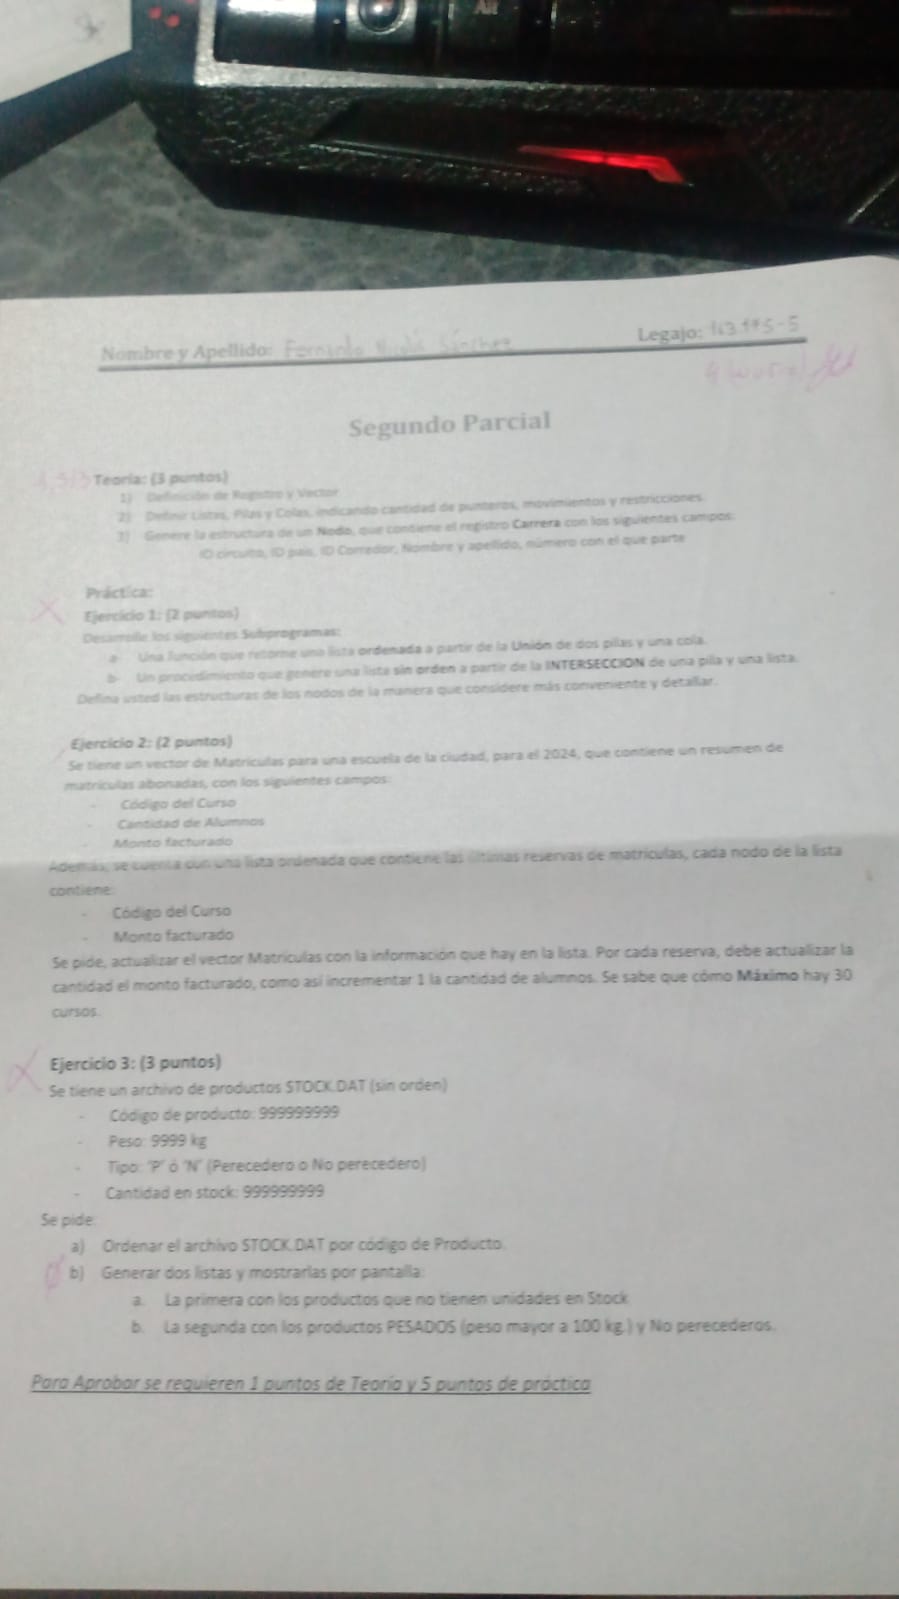 Alt
Nombre y Apellido: Fernando Nicolás Sánchez
Legajo: 163.195-5
4 (cuatro)
Segundo Parcial
1,5/3 Teoría: (3 puntos)
1) Definición de Registro y Vector
2) Definir Listas, Pilas y Colas, indicando cantidad de punteros, movimientos y restricciones.
3) Genere la estructura de un Nodo, que contiene el registro Carrera con los siguientes campos:
ID circuito, ID país, ID Corredor, Nombre y apellido, número con el que parte
Práctica:
Ejercicio 1: (2 puntos)
Desarrolle los siguientes Subprogramas:
a- Una función que retorne una lista ordenada a partir de la Unión de dos pilas y una cola.
b- Un procedimiento que genere una lista sin orden a partir de la INTERSECCION de una pila y una lista.
Defina usted las estructuras de los nodos de la manera que considere más conveniente y detallar.
Ejercicio 2: (2 puntos)
Se tiene un vector de Matriculas para una escuela de la ciudad, para el 2024, que contiene un resumen de
matriculas abonadas, con los siguientes campos:
- Código del Curso
- Cantidad de Alumnos
- Monto facturado
Además, se cuenta con una lista ordenada que contiene las últimas reservas de matrículas, cada nodo de la lista
contiene:
- Código del Curso
- Monto facturado
Se pide, actualizar el vector Matriculas con la información que hay en la lista. Por cada reserva, debe actualizar la
cantidad el monto facturado, como así incrementar 1 la cantidad de alumnos. Se sabe que cómo Máximo hay 30
cursos.
Ejercicio 3: (3 puntos)
Se tiene un archivo de productos STOCK.DAT (sin orden)
- Código de producto: 999999999
- Peso: 9999 kg
- Tipo: 'P' ó 'N' (Perecedero o No perecedero)
- Cantidad en stock: 999999999
Se pide:
a) Ordenar el archivo STOCK.DAT por código de Producto.
b) Generar dos listas y mostrarlas por pantalla:
a. La primera con los productos que no tienen unidades en Stock
b. La segunda con los productos PESADOS (peso mayor a 100 kg.) y No perecederos.
Para Aprobar se requieren 1 puntos de Teoría y 5 puntos de práctica